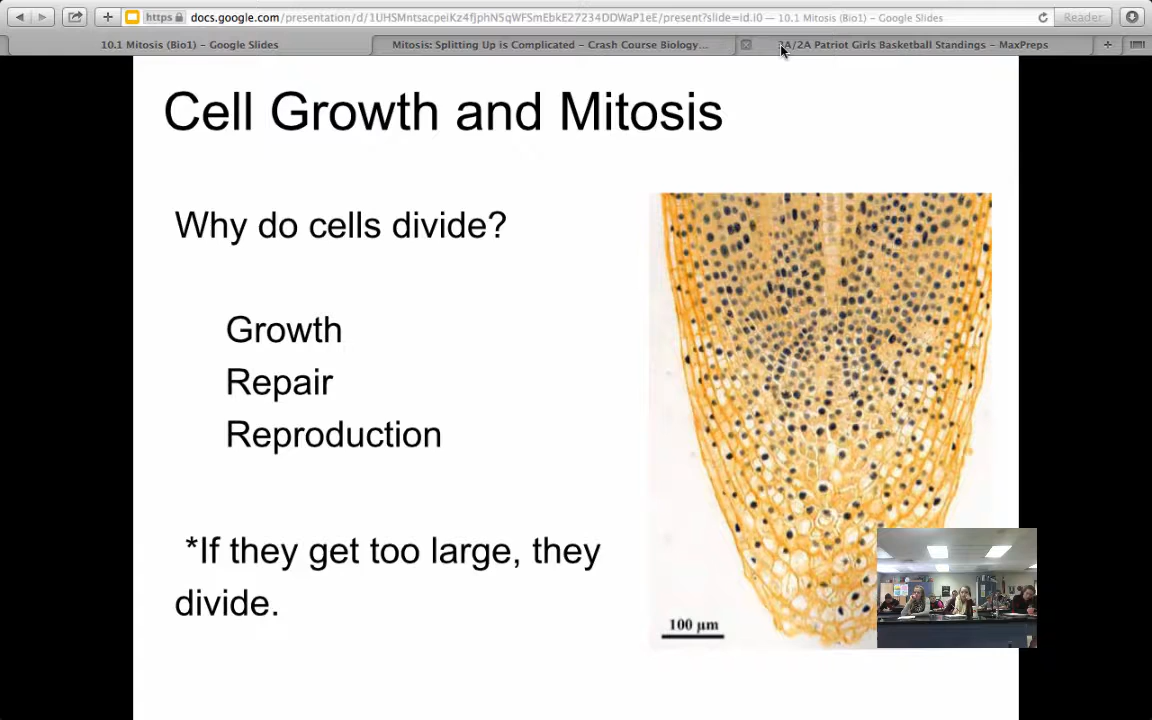 https docs.google.com/presentation/d/1UHSMntsacpeiKz4fJphN5qWFSmEbkE27234DDWaP1eE/present?slide=id.i0 — 10.1 Mitosis (Bio1) – Google Slides
Reader
10.1 Mitosis (Bio1) – Google Slides
Mitosis: Splitting Up is Complicated – Crash Course Biology...
2A Patriot Girls Basketball Standings – MaxPreps
Cell Growth and Mitosis
Why do cells divide?
Growth
Repair
Reproduction
*If they get too large, they
divide.
100 µm